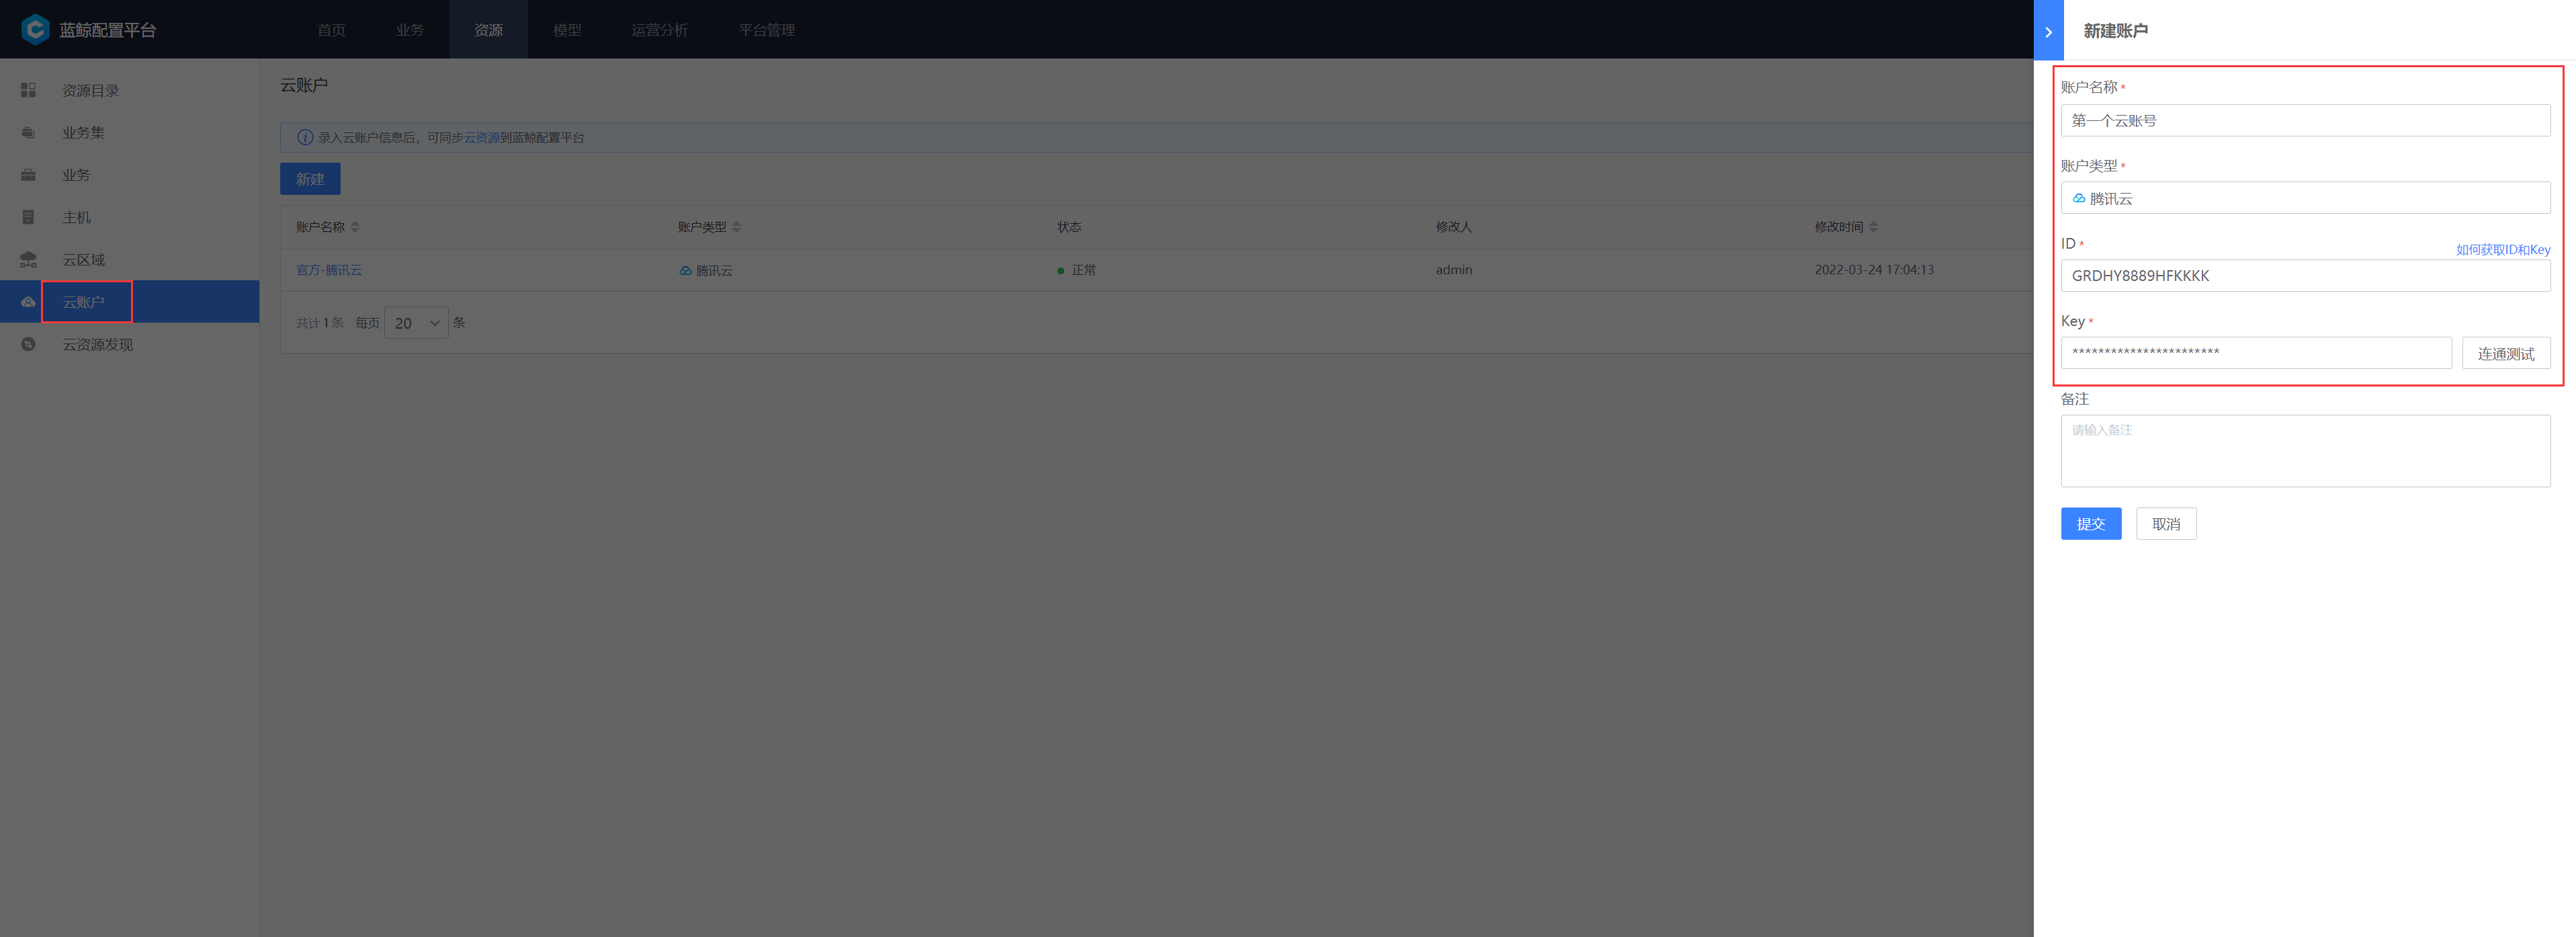 蓝鲸配置平台
首页 业务 资源 模型 运营分析 平台管理
资源目录
业务集
业务
主机
云区域
云账户
云资源发现
云账户
录入云账户信息后，可同步云资源到蓝鲸配置平台
新建
账户名称 账户类型 状态 修改人 修改时间
官方-腾讯云 腾讯云 正常 admin 2022-03-24 17:04:13
共计 1 条 每页 20 条
新建账户
账户名称 *
第一个云账号
账户类型 *
腾讯云
ID *
如何获取ID和Key
GRDHY8889HFKKKK
Key *
************************ 连通测试
备注
请输入备注
提交 取消